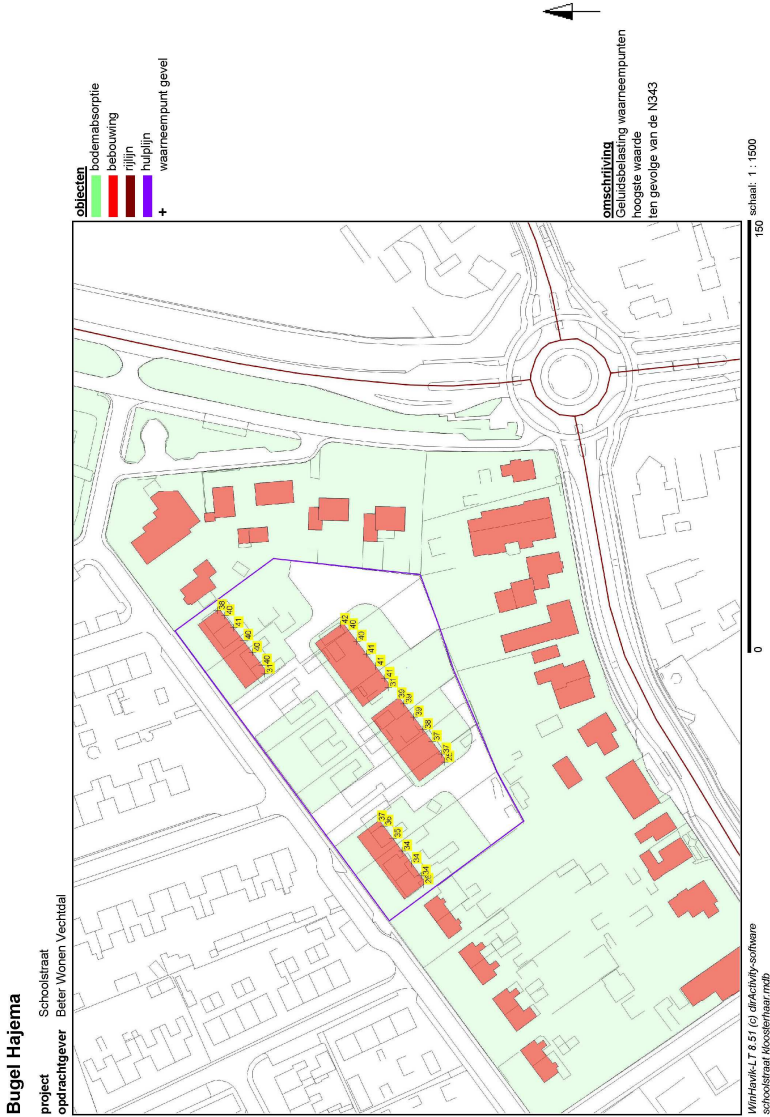 Bugel Hajema
project Schoolstraat
opdrachtgever Beter Wonen Vechtdal
objecten
bodemabsorptie
bebouwing
rijlijn
hulplijn
+ waarneempunt gevel
omschrijving
Geluidsbelasting waarneempunten
hoogste waarde
ten gevolge van de N343
38
40
41
40
40
40
42
40
40
41
41
31
39
39
39
38
37
37
37
36
35
34
34
34
0
150
schaal: 1 : 1500
WinHavik-LT 8.51 (c) dirActivity-software
schoolstraat kloosterhaar.mdb